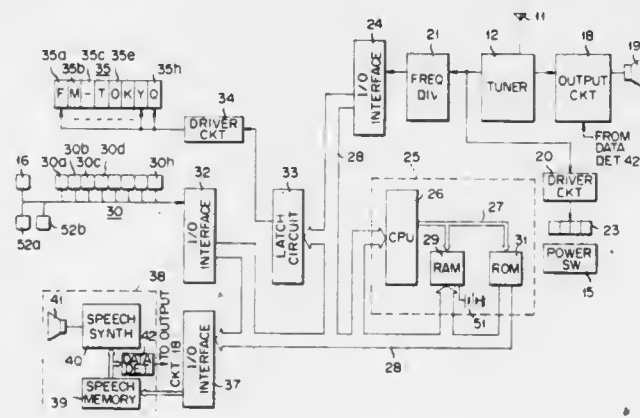 11
24
21
12
18
19
35a
35c
35e
35b
35
35h
F M - T O K Y O
34
DRIVER CKT
I/O INTERFACE
FREQ DIV
TUNER
OUTPUT CKT
FROM DATA DET 42
28
25
20
DRIVER CKT
23
POWER SW
15
30b
30d
16
30a
30c
30h
30
52a
52b
32
I/O INTERFACE
33
LATCH CIRCUIT
26
CPU
27
29
RAM
31
ROM
51
28
38
41
SPEECH SYNTH
42
40
DATA DET
TO OUTPUT CKT 18
SPEECH MEMORY
39
I/O INTERFACE
37